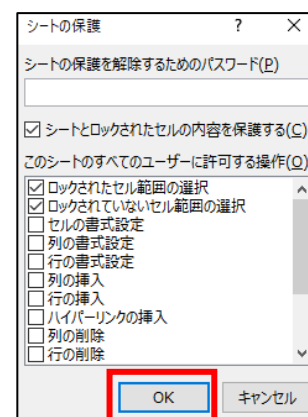 シートの保護 ? ×
シートの保護を解除するためのパスワード(P)
シートとロックされたセルの内容を保護する(C)
このシートのすべてのユーザーに許可する操作(O)
ロックされたセル範囲の選択
ロックされていないセル範囲の選択
セルの書式設定
列の書式設定
行の書式設定
列の挿入
行の挿入
ハイパーリンクの挿入
列の削除
行の削除
OK キャンセル